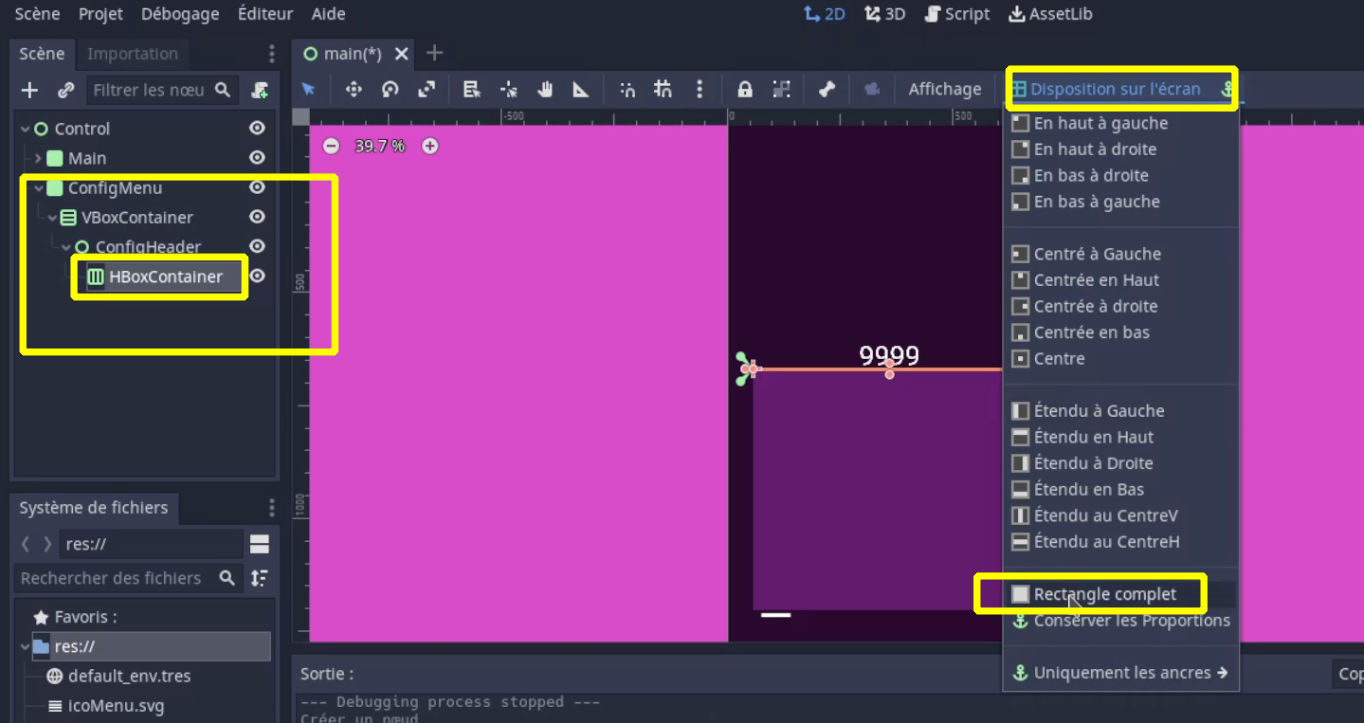 Scène Projet Débogage Éditeur Aide 2D 3D Script AssetLib
Scène Importation main(*)
Filtrer les nœu Affichage Disposition sur l'écran
-500 0 500
Control
39.7 %
Main
ConfigMenu
VBoxContainer
ConfigHeader
HBoxContainer
500
1000
9999
En haut à gauche
En haut à droite
En bas à droite
En bas à gauche
Centré à Gauche
Centrée en Haut
Centrée à droite
Centrée en bas
Centre
Étendu à Gauche
Étendu en Haut
Étendu à Droite
Étendu en Bas
Étendu au CentreV
Étendu au CentreH
Rectangle complet
Conserver les Proportions
Uniquement les ancres
Système de fichiers
res://
Rechercher des fichiers
Favoris :
res://
default_env.tres
icoMenu.svg
Sortie :
Cop
--- Debugging process stopped ---
Créer un nœud